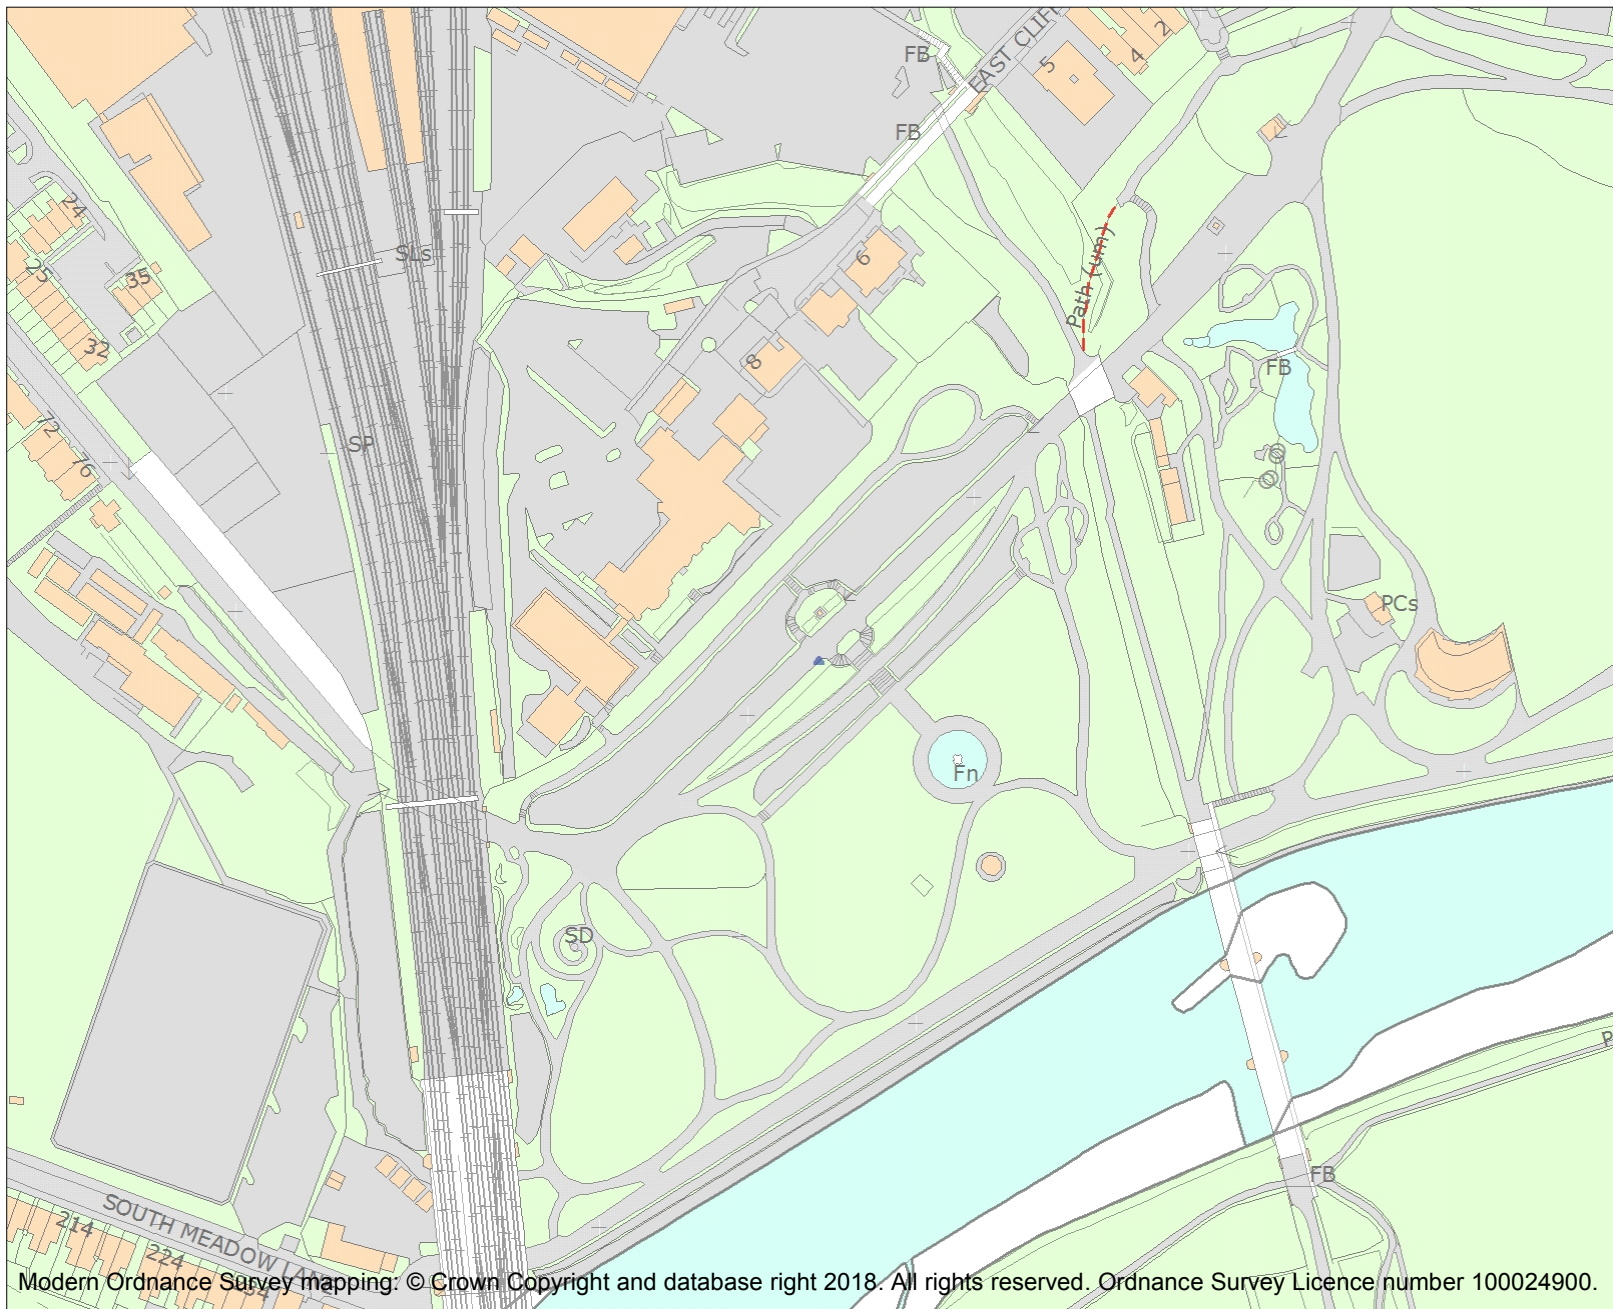 2
4
5
EAST CLIFF
FB
FB
24
25
35
32
SLs
6
Path (um)
8
FB
72
76
SP
PCs
Fn
SD
FB
SOUTH MEADOW LANE
214
224
234
Modern Ordnance Survey mapping: © Crown Copyright and database right 2018. All rights reserved. Ordnance Survey Licence number 100024900.